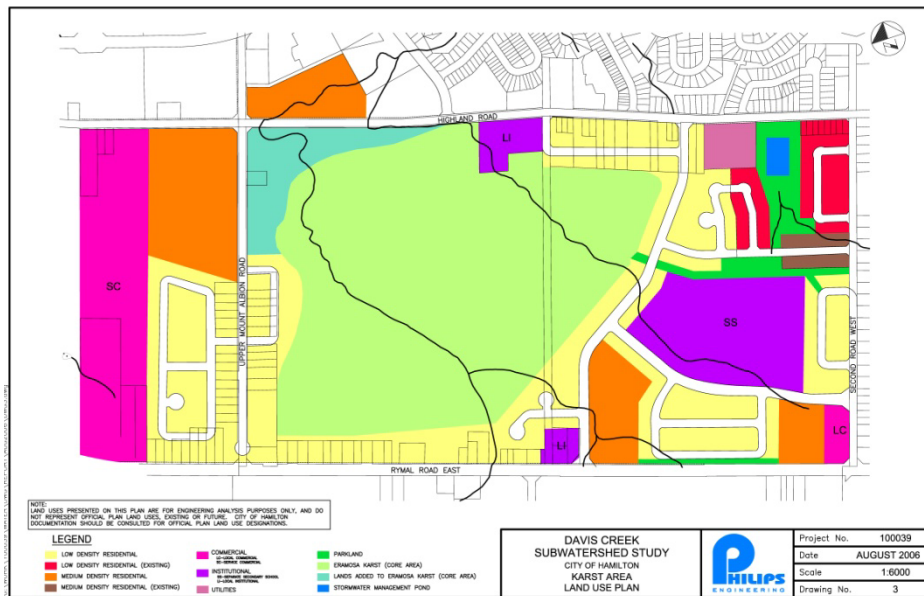 HIGHLAND ROAD
LI
SC
UPPER MOUNT ALBION ROAD
SS
SECOND ROAD WEST
LI
LC
RYMAL ROAD EAST
NOTE:
LAND USES PRESENTED ON THIS PLAN ARE FOR ENGINEERING ANALYSIS PURPOSES ONLY, AND DO
NOT REPRESENT OFFICIAL PLAN LAND USES, EXISTING OR FUTURE. CITY OF HAMILTON
DOCUMENTATION SHOULD BE CONSULTED FOR OFFICIAL PLAN LAND USE DESIGNATIONS.
LEGEND
LOW DENSITY RESIDENTIAL
LOW DENSITY RESIDENTIAL (EXISTING)
MEDIUM DENSITY RESIDENTIAL
MEDIUM DENSITY RESIDENTIAL (EXISTING)
COMMERCIAL
LC-LOCAL COMMERCIAL
SC-SERVICE COMMERCIAL
INSTITUTIONAL
SS-SEPARATE SECONDARY SCHOOL
LI-LOCAL INSTITUTIONAL
UTILITIES
PARKLAND
ERAMOSA KARST (CORE AREA)
LANDS ADDED TO ERAMOSA KARST (CORE AREA)
STORMWATER MANAGEMENT POND
DAVIS CREEK
SUBWATERSHED STUDY
CITY OF HAMILTON
KARST AREA
LAND USE PLAN
PHILIPS
ENGINEERING
Project No. 100039
Date AUGUST 2006
Scale 1:6000
Drawing No. 3